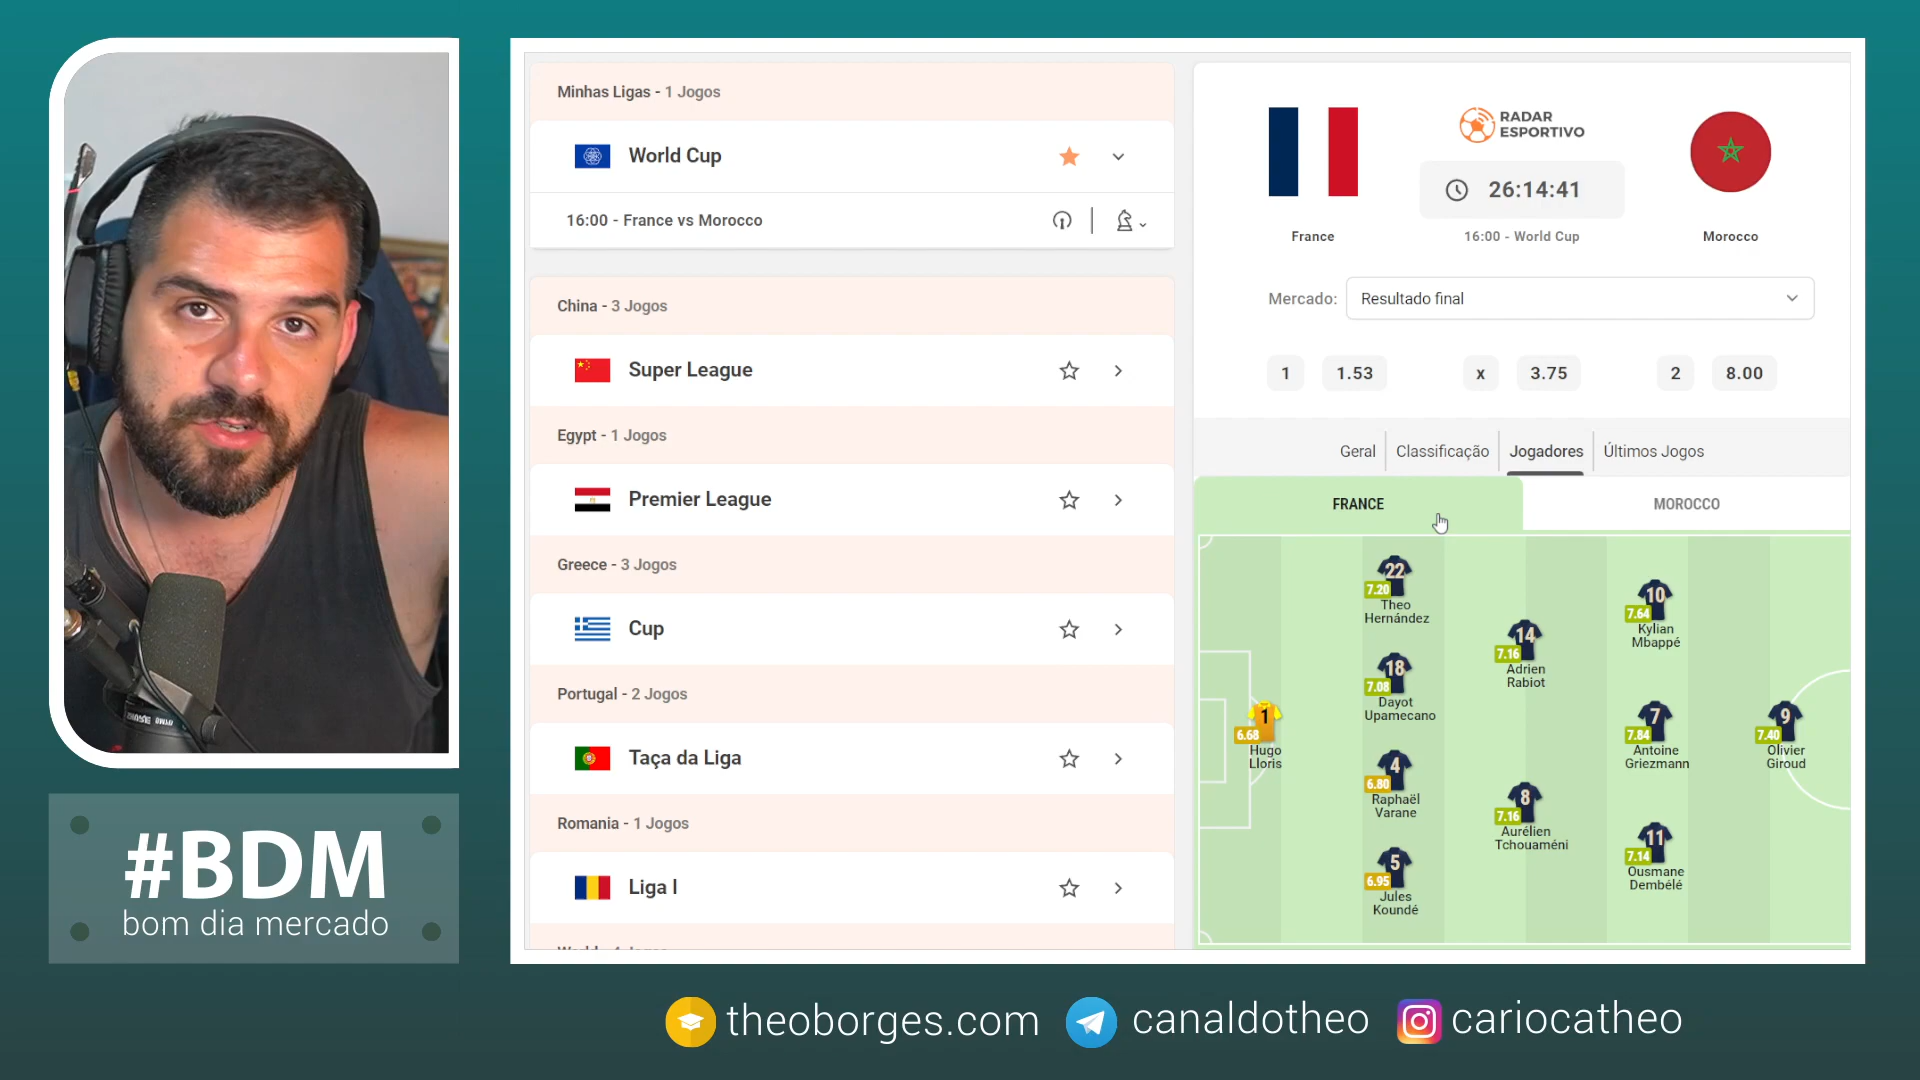 Minhas Ligas - 1 Jogos
World Cup
16:00 - France vs Morocco
China - 3 Jogos
Super League
Egypt - 1 Jogos
Premier League
Greece - 3 Jogos
Cup
Portugal - 2 Jogos
Taça da Liga
Romania - 1 Jogos
Liga I
RADAR
ESPORTIVO
26:14:41
France
16:00 - World Cup
Morocco
Mercado: Resultado final
1 1.53 x 3.75 2 8.00
Geral Classificação Jogadores Últimos Jogos
FRANCE MOROCCO
22
7.20
Theo
Hernández
10
7.64
Kylian
Mbappé
14
7.16
Adrien
Rabiot
18
7.08
Dayot
Upamecano
1
6.68
Hugo
Lloris
7
7.84
Antoine
Griezmann
9
7.40
Olivier
Giroud
4
6.80
Raphaël
Varane
8
7.16
Aurélien
Tchouaméni
11
7.14
Ousmane
Dembélé
5
6.95
Jules
Koundé
#BDM
bom dia mercado
theoborges.com canaldotheo cariocatheo